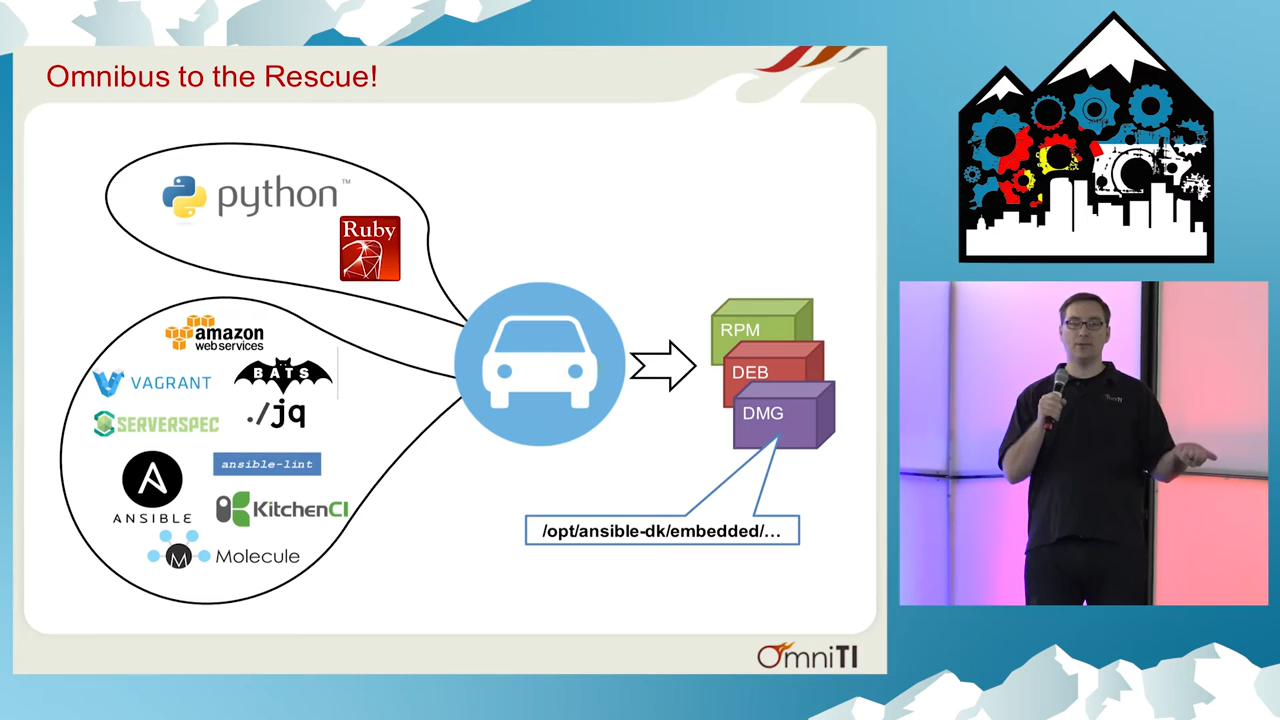 Omnibus to the Rescue!
python™
Ruby
amazon
web services
VAGRANT
BATS
SERVERSPEC
./jq
ANSIBLE
ansible-lint
KitchenCI
M
Molecule
RPM
DEB
DMG
/opt/ansible-dk/embedded/…
OmniTI